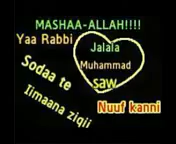 MASHAA-ALLAH!!!!
Yaa Rabbi
Jalala
Muhammad
saw
Sodaa te
Iimaana ziqii
Nuuf kanni